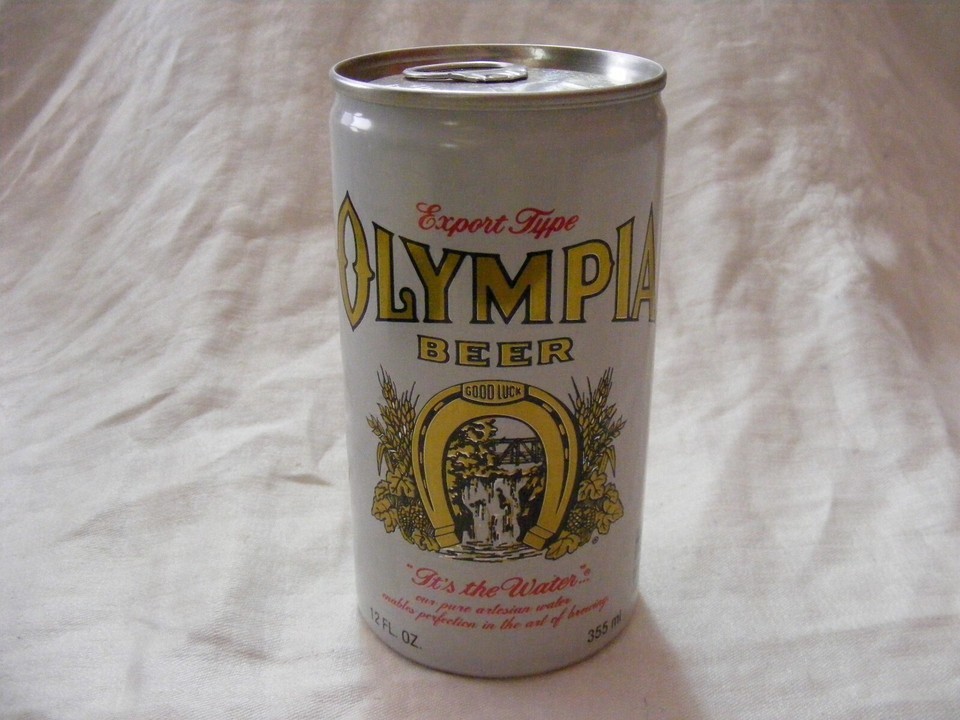 Export Type
OLYMPIA
BEER
GOOD LUCK
®
"It's the Water"®
our pure artesian water
enables perfection in the art of brewing
12 FL. OZ.
355 ml